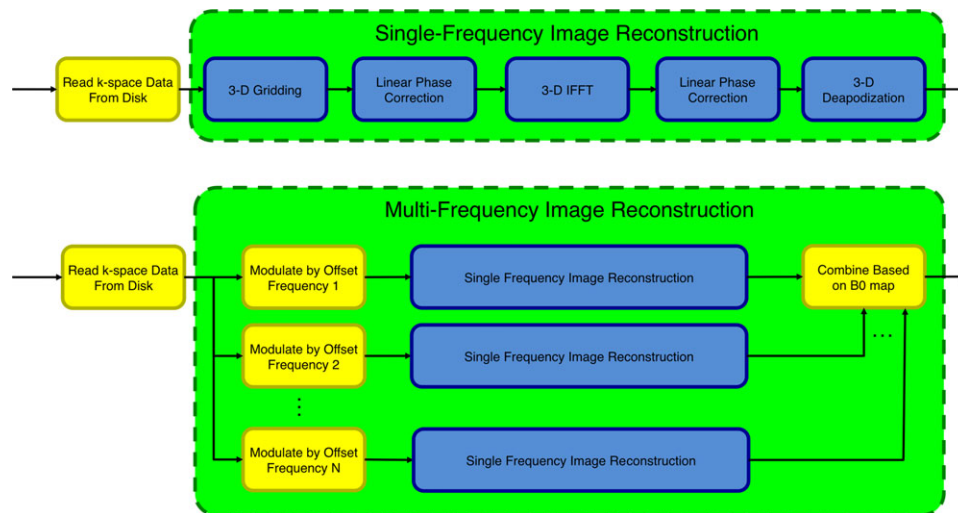 Single-Frequency Image Reconstruction
Read k-space Data
From Disk
3-D Gridding
Linear Phase
Correction
3-D IFFT
Linear Phase
Correction
3-D
Deapodization
Multi-Frequency Image Reconstruction
Read k-space Data
From Disk
Modulate by Offset
Frequency 1
Single Frequency Image Reconstruction
Combine Based
on B0 map
Modulate by Offset
Frequency 2
Single Frequency Image Reconstruction
...
⋮
Modulate by Offset
Frequency N
Single Frequency Image Reconstruction